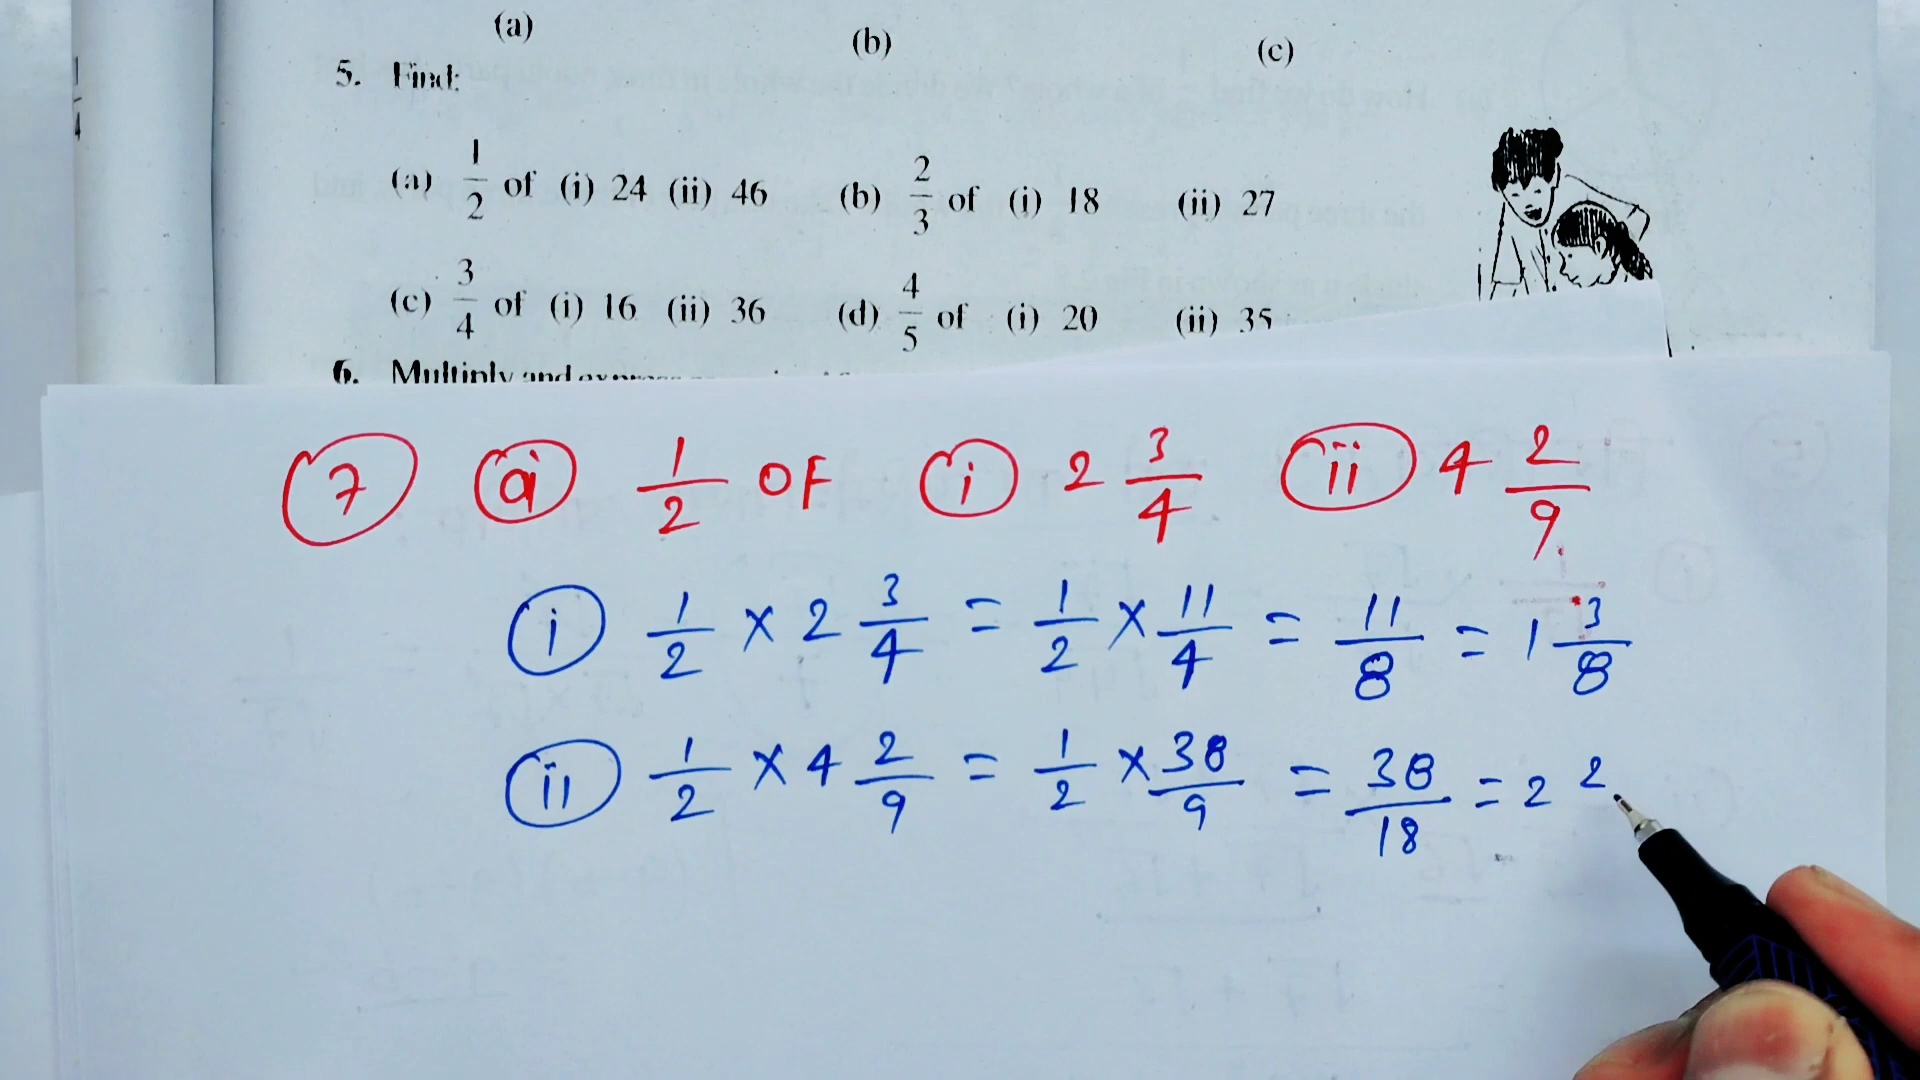 (a) (b) (c)
5. Find:
(a) 1/2 of (i) 24 (ii) 46 (b) 2/3 of (i) 18 (ii) 27
(c) 3/4 of (i) 16 (ii) 36 (d) 4/5 of (i) 20 (ii) 35
6. Multiply and express
7 a 1/2 OF i 2 3/4 ii 4 2/9
i 1/2 × 2 3/4 = 1/2 × 11/4 = 11/8 = 1 3/8
ii 1/2 × 4 2/9 = 1/2 × 38/9 = 38/18 = 2 2